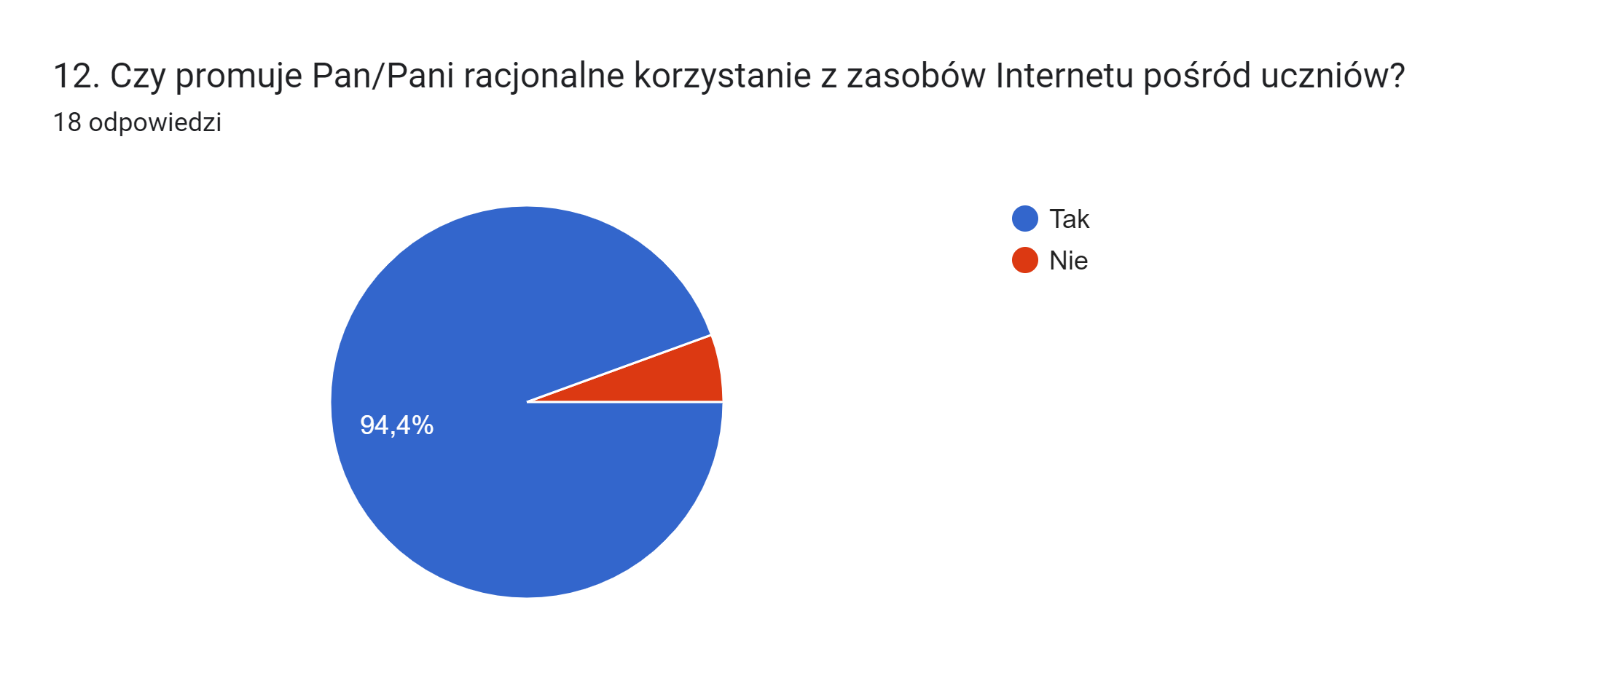 12. Czy promuje Pan/Pani racjonalne korzystanie z zasobów Internetu pośród uczniów?
18 odpowiedzi
Tak
Nie
94,4%